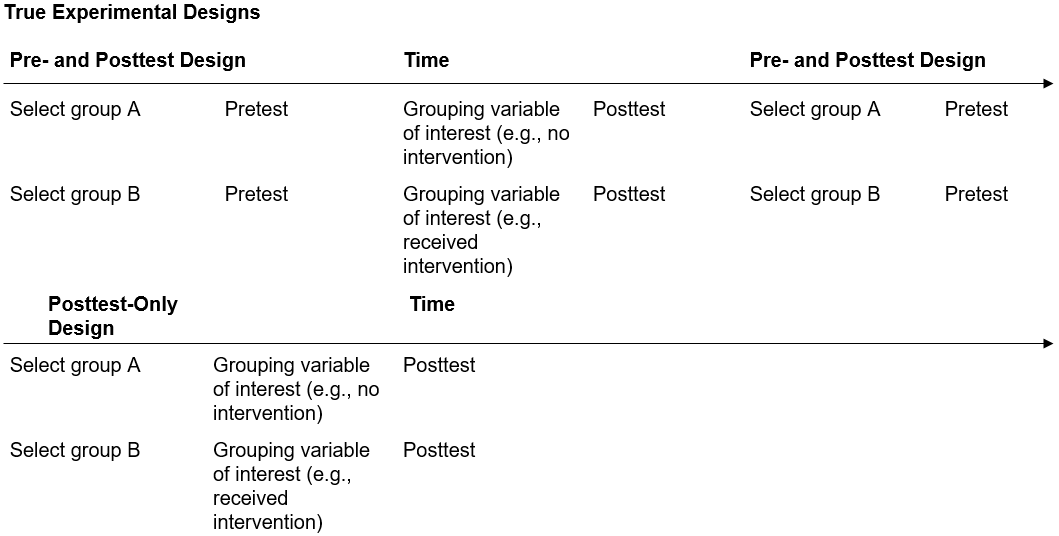 True Experimental Designs
Pre- and Posttest Design Time Pre- and Posttest Design
Select group A Pretest Grouping variable Posttest Select group A Pretest
of interest (e.g., no
intervention)
Select group B Pretest Grouping variable Posttest Select group B Pretest
of interest (e.g.,
received
intervention)
Posttest-Only Time
Design
Select group A Grouping variable Posttest
of interest (e.g., no
intervention)
Select group B Grouping variable Posttest
of interest (e.g.,
received
intervention)